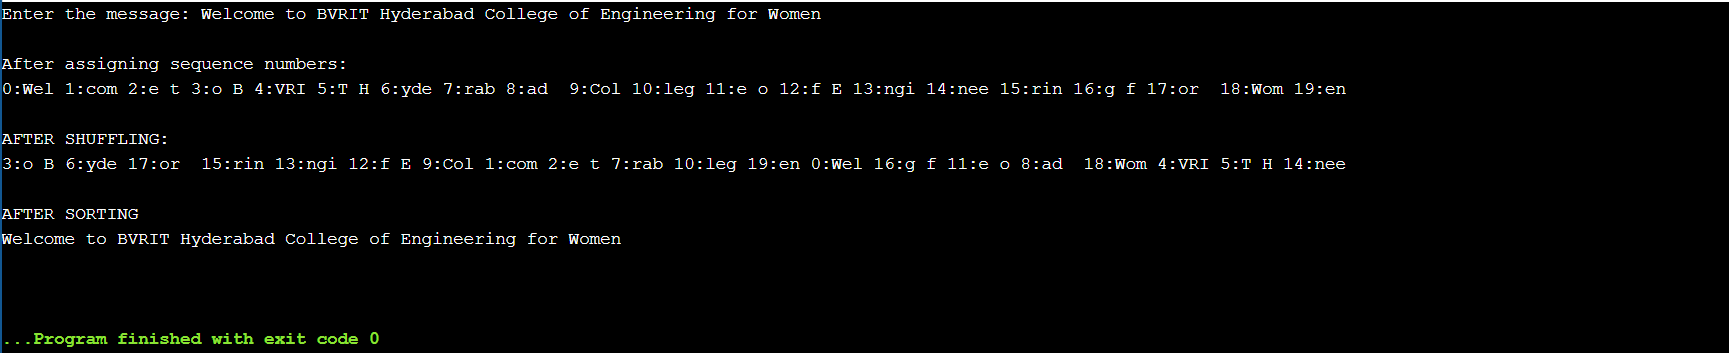 Enter the message: Welcome to BVRIT Hyderabad College of Engineering for Women
After assigning sequence numbers:
0:Wel 1:com 2:e t 3:o B 4:VRI 5:T H 6:yde 7:rab 8:ad  9:Col 10:leg 11:e o 12:f E 13:ngi 14:nee 15:rin 16:g f 17:or  18:Wom 19:en
AFTER SHUFFLING:
3:o B 6:yde 17:or  15:rin 13:ngi 12:f E 9:Col 1:com 2:e t 7:rab 10:leg 19:en 0:Wel 16:g f 11:e o 8:ad  18:Wom 4:VRI 5:T H 14:nee
AFTER SORTING
Welcome to BVRIT Hyderabad College of Engineering for Women
...Program finished with exit code 0